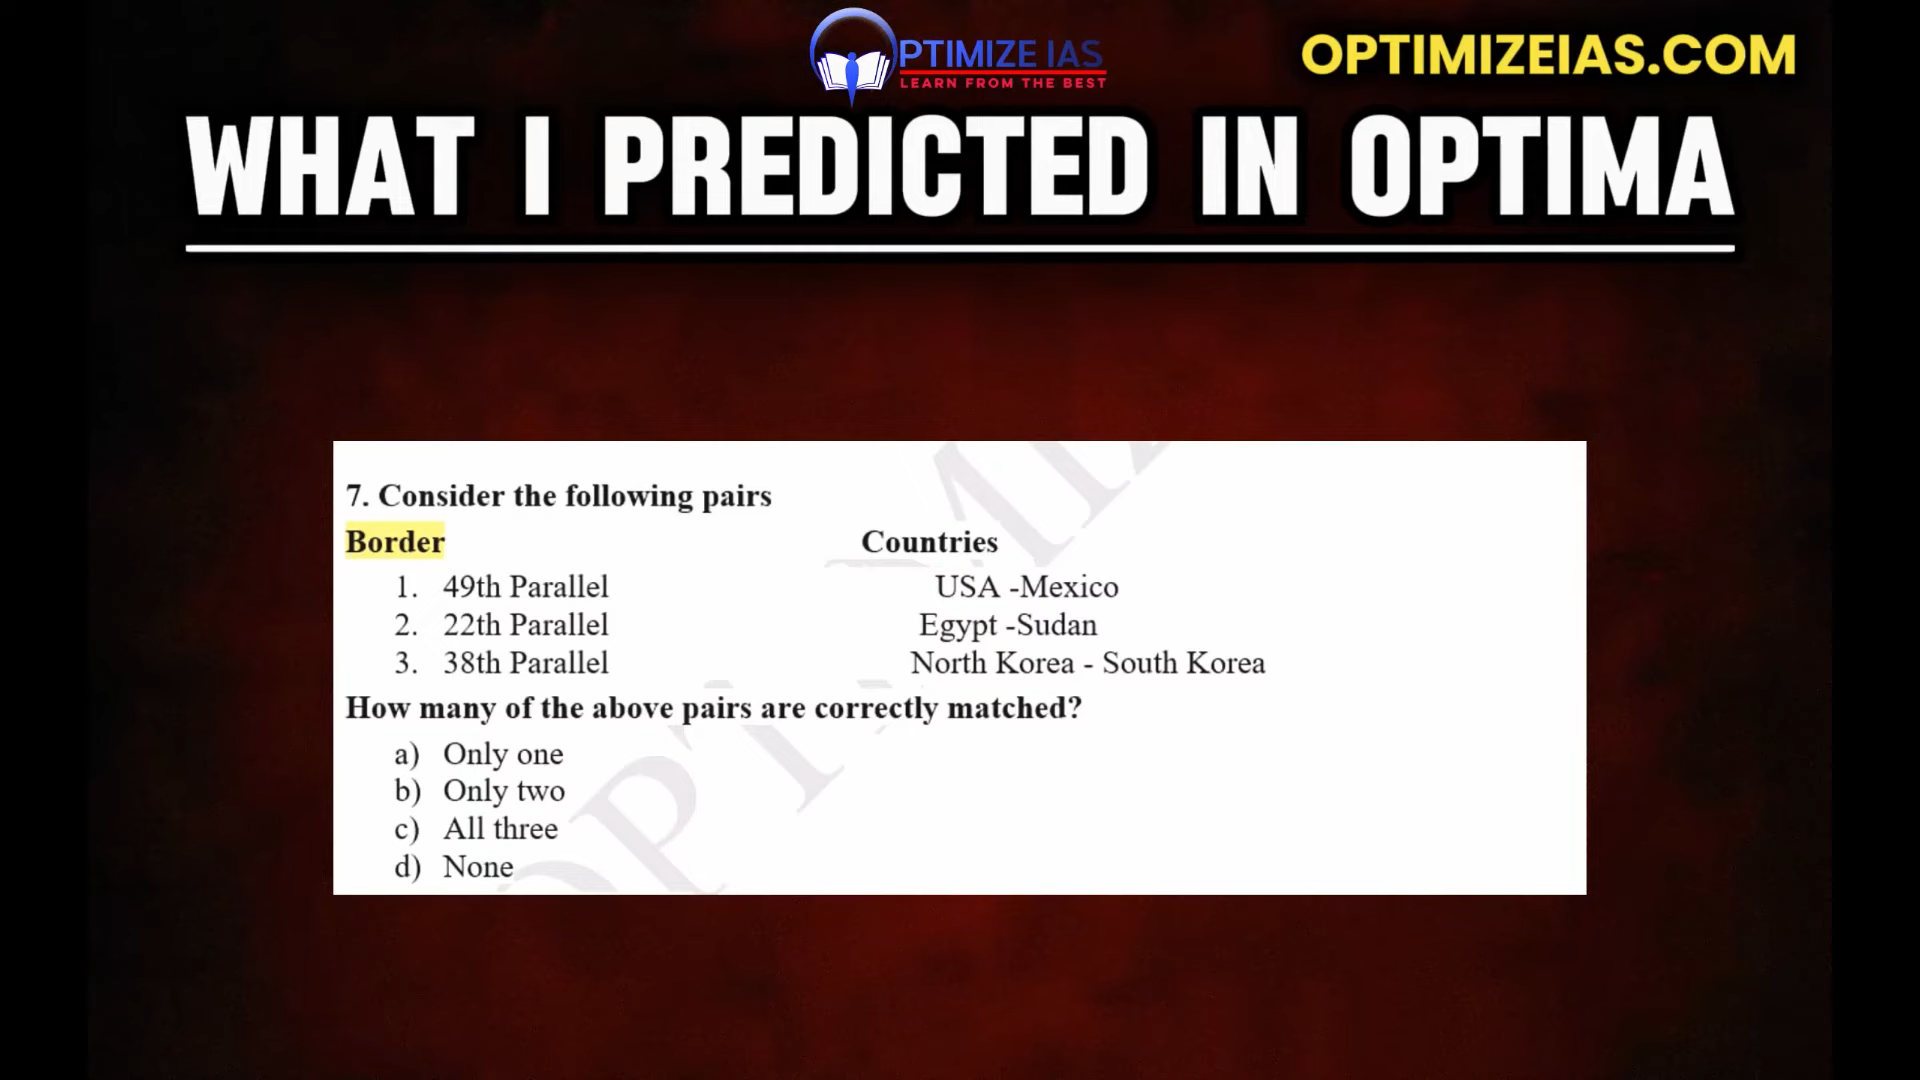 PTIMIZE IAS
LEARN FROM THE BEST
OPTIMIZEIAS.COM
WHAT I PREDICTED IN OPTIMA
7. Consider the following pairs
Border Countries
1. 49th Parallel USA -Mexico
2. 22th Parallel Egypt -Sudan
3. 38th Parallel North Korea - South Korea
How many of the above pairs are correctly matched?
a) Only one
b) Only two
c) All three
d) None